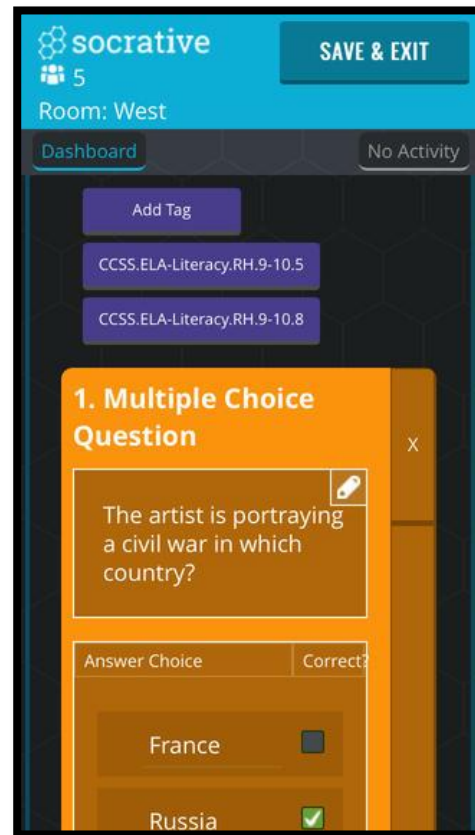 socrative
SAVE & EXIT
5
Room: West
Dashboard
No Activity
Add Tag
CCSS.ELA-Literacy.RH.9-10.5
CCSS.ELA-Literacy.RH.9-10.8
1. Multiple Choice
Question
X
The artist is portraying
a civil war in which
country?
Answer Choice
Correct?
France
Russia